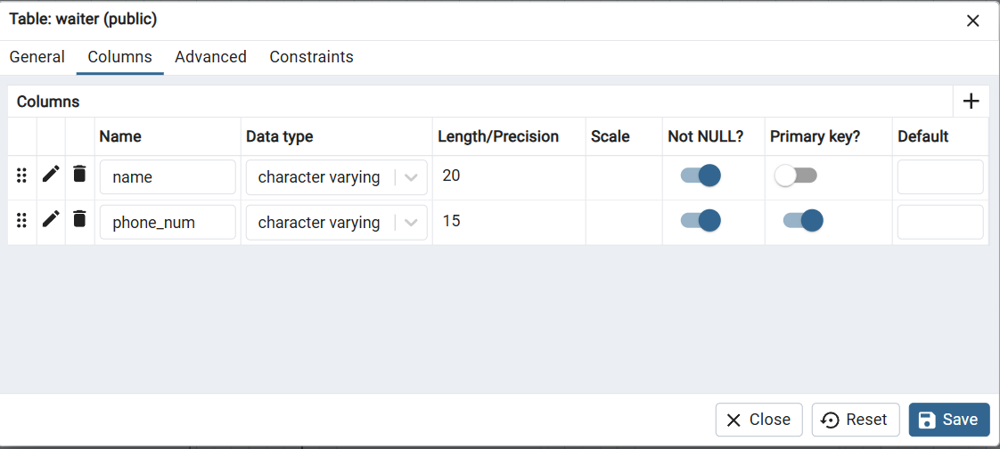 Table: waiter (public)
General Columns Advanced Constraints
Columns
Name Data type Length/Precision Scale Not NULL? Primary key? Default
name character varying 20
phone_num character varying 15
Close Reset Save